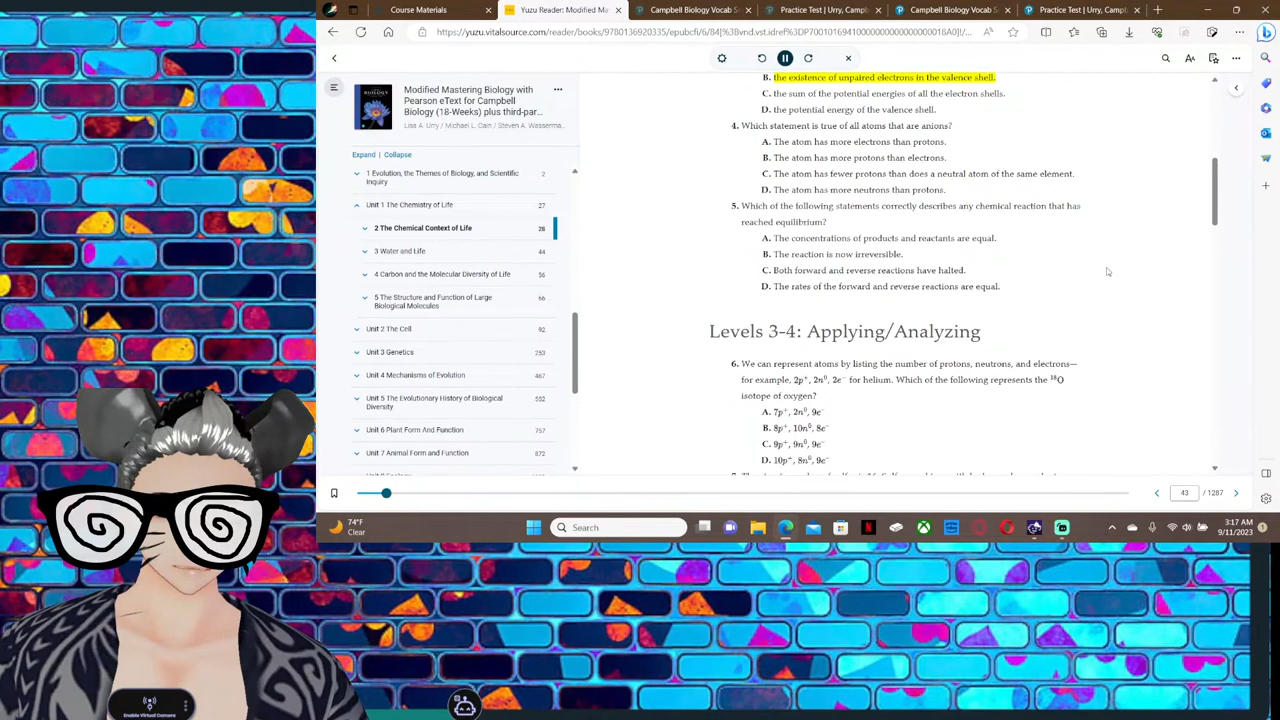 Course Materials
Yuzu Reader: Modified Ma
Campbell Biology Vocab S
Practice Test | Urry, Camp
Campbell Biology Vocab S
https://yuzu.vitalsource.com/reader/books/9780136920335/epubcfi/6/84[%3Bvnd.vst.idref%3DP7001016941000000000000000018A0]!/...
Modified Mastering Biology with
Pearson eText for Campbell
Biology (18-Weeks) plus third-par...
Lisa A. Urry / Michael L. Cain / Steven A. Wasserma...
Expand | Collapse
1 Evolution, the Themes of Biology, and Scientific Inquiry 2
Unit 1 The Chemistry of Life 27
2 The Chemical Context of Life 28
3 Water and Life 44
4 Carbon and the Molecular Diversity of Life 56
5 The Structure and Function of Large Biological Molecules 66
Unit 2 The Cell 92
Unit 3 Genetics 253
Unit 4 Mechanisms of Evolution 467
Unit 5 The Evolutionary History of Biological Diversity 552
Unit 6 Plant Form And Function 757
Unit 7 Animal Form and Function 872
B. the existence of unpaired electrons in the valence shell.
C. the sum of the potential energies of all the electron shells.
D. the potential energy of the valence shell.
4. Which statement is true of all atoms that are anions?
A. The atom has more electrons than protons.
B. The atom has more protons than electrons.
C. The atom has fewer protons than does a neutral atom of the same element.
D. The atom has more neutrons than protons.
5. Which of the following statements correctly describes any chemical reaction that has
reached equilibrium?
A. The concentrations of products and reactants are equal.
B. The reaction is now irreversible.
C. Both forward and reverse reactions have halted.
D. The rates of the forward and reverse reactions are equal.
Levels 3-4: Applying/Analyzing
6. We can represent atoms by listing the number of protons, neutrons, and electrons—
for example, 2p⁺, 2n⁰, 2e⁻ for helium. Which of the following represents the ¹⁸O
isotope of oxygen?
A. 7p⁺, 2n⁰, 9e⁻
B. 8p⁺, 10n⁰, 8e⁻
C. 9p⁺, 9n⁰, 9e⁻
D. 10p⁺, 8n⁰, 9e⁻
43 / 1287
74°F
Clear
Search
3:17 AM
9/11/2023
Enable Virtual Camera